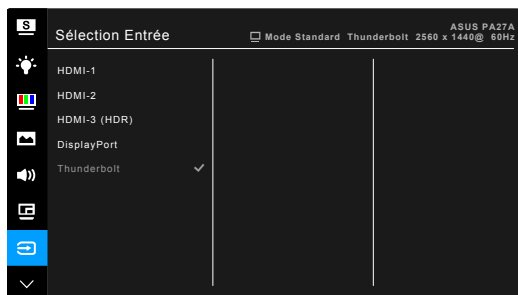 S
ASUS PA27A
Sélection Entrée
Mode Standard Thunderbolt 2560 x 1440@ 60Hz
HDMI-1
HDMI-2
HDMI-3 (HDR)
DisplayPort
Thunderbolt